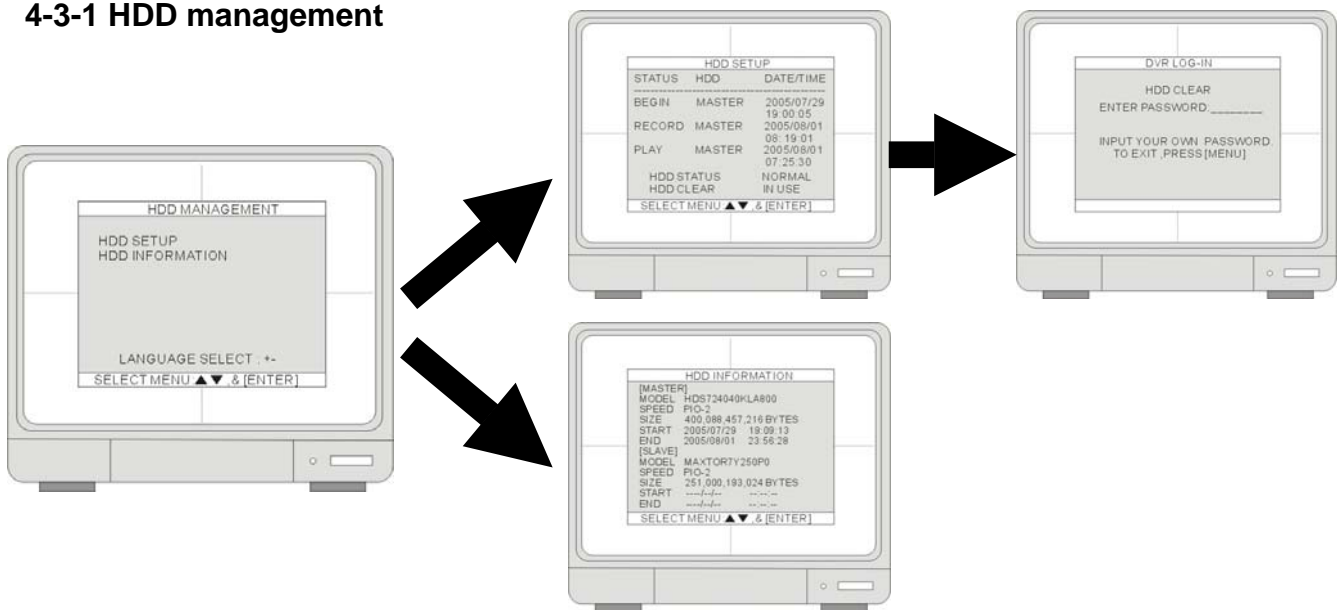 4-3-1 HDD management
HDD MANAGEMENT
HDD SETUP
HDD INFORMATION
LANGUAGE SELECT : +-
SELECT MENU:▲▼,& [ENTER]
HDD SETUP
STATUS HDD DATE/TIME
--------------------------------------------
BEGIN MASTER 2005/07/29
19:00:05
RECORD MASTER 2005/08/01
08:19:01
PLAY MASTER 2005/08/01
07:25:30
HDD STATUS NORMAL
HDD CLEAR IN USE
SELECT MENU:▲▼,& [ENTER]
DVR LOG-IN
HDD CLEAR
ENTER PASSWORD:________
INPUT YOUR OWN PASSWORD.
TO EXIT ,PRESS [MENU]
HDD INFORMATION
[MASTER]
MODEL HDS724040KLA800
SPEED PIO-2
SIZE 400,088,457,216 BYTES
START 2005/07/29 19:09:13
END 2005/08/01 23:56:28
[SLAVE]
MODEL MAXTOR7Y250P0
SPEED PIO-2
SIZE 251,000,193,024 BYTES
START ----/--/-- --:--:--
END ----/--/-- --:--:--
SELECT MENU:▲▼,& [ENTER]